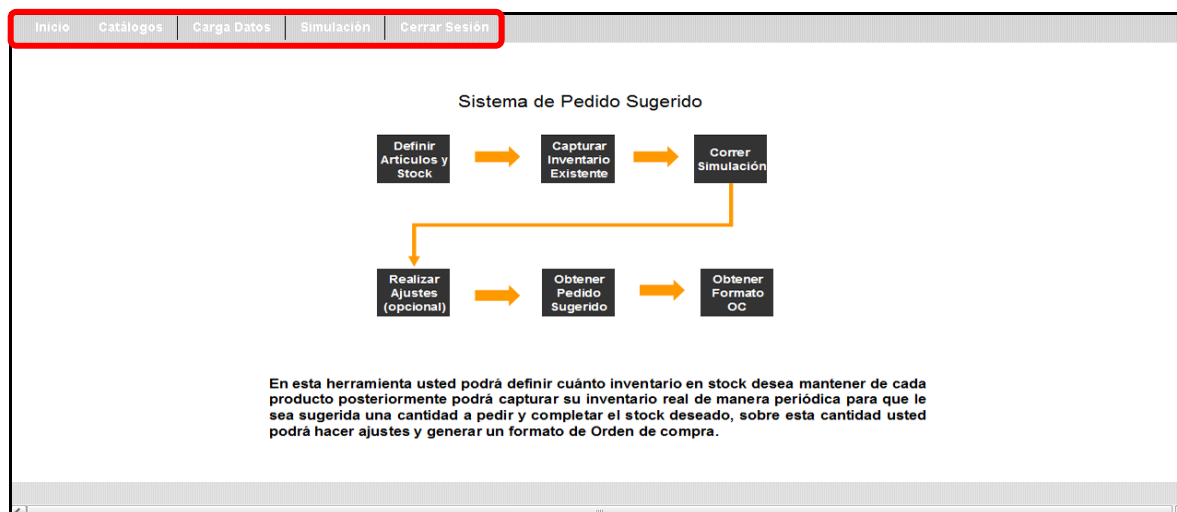 Inicio Catálogos Carga Datos Simulación Cerrar Sesión
Sistema de Pedido Sugerido
Definir
Artículos y
Stock
Capturar
Inventario
Existente
Correr
Simulación
Realizar
Ajustes
(opcional)
Obtener
Pedido
Sugerido
Obtener
Formato
OC
En esta herramienta usted podrá definir cuánto inventario en stock desea mantener de cada
producto posteriormente podrá capturar su inventario real de manera periódica para que le
sea sugerida una cantidad a pedir y completar el stock deseado, sobre esta cantidad usted
podrá hacer ajustes y generar un formato de Orden de compra.